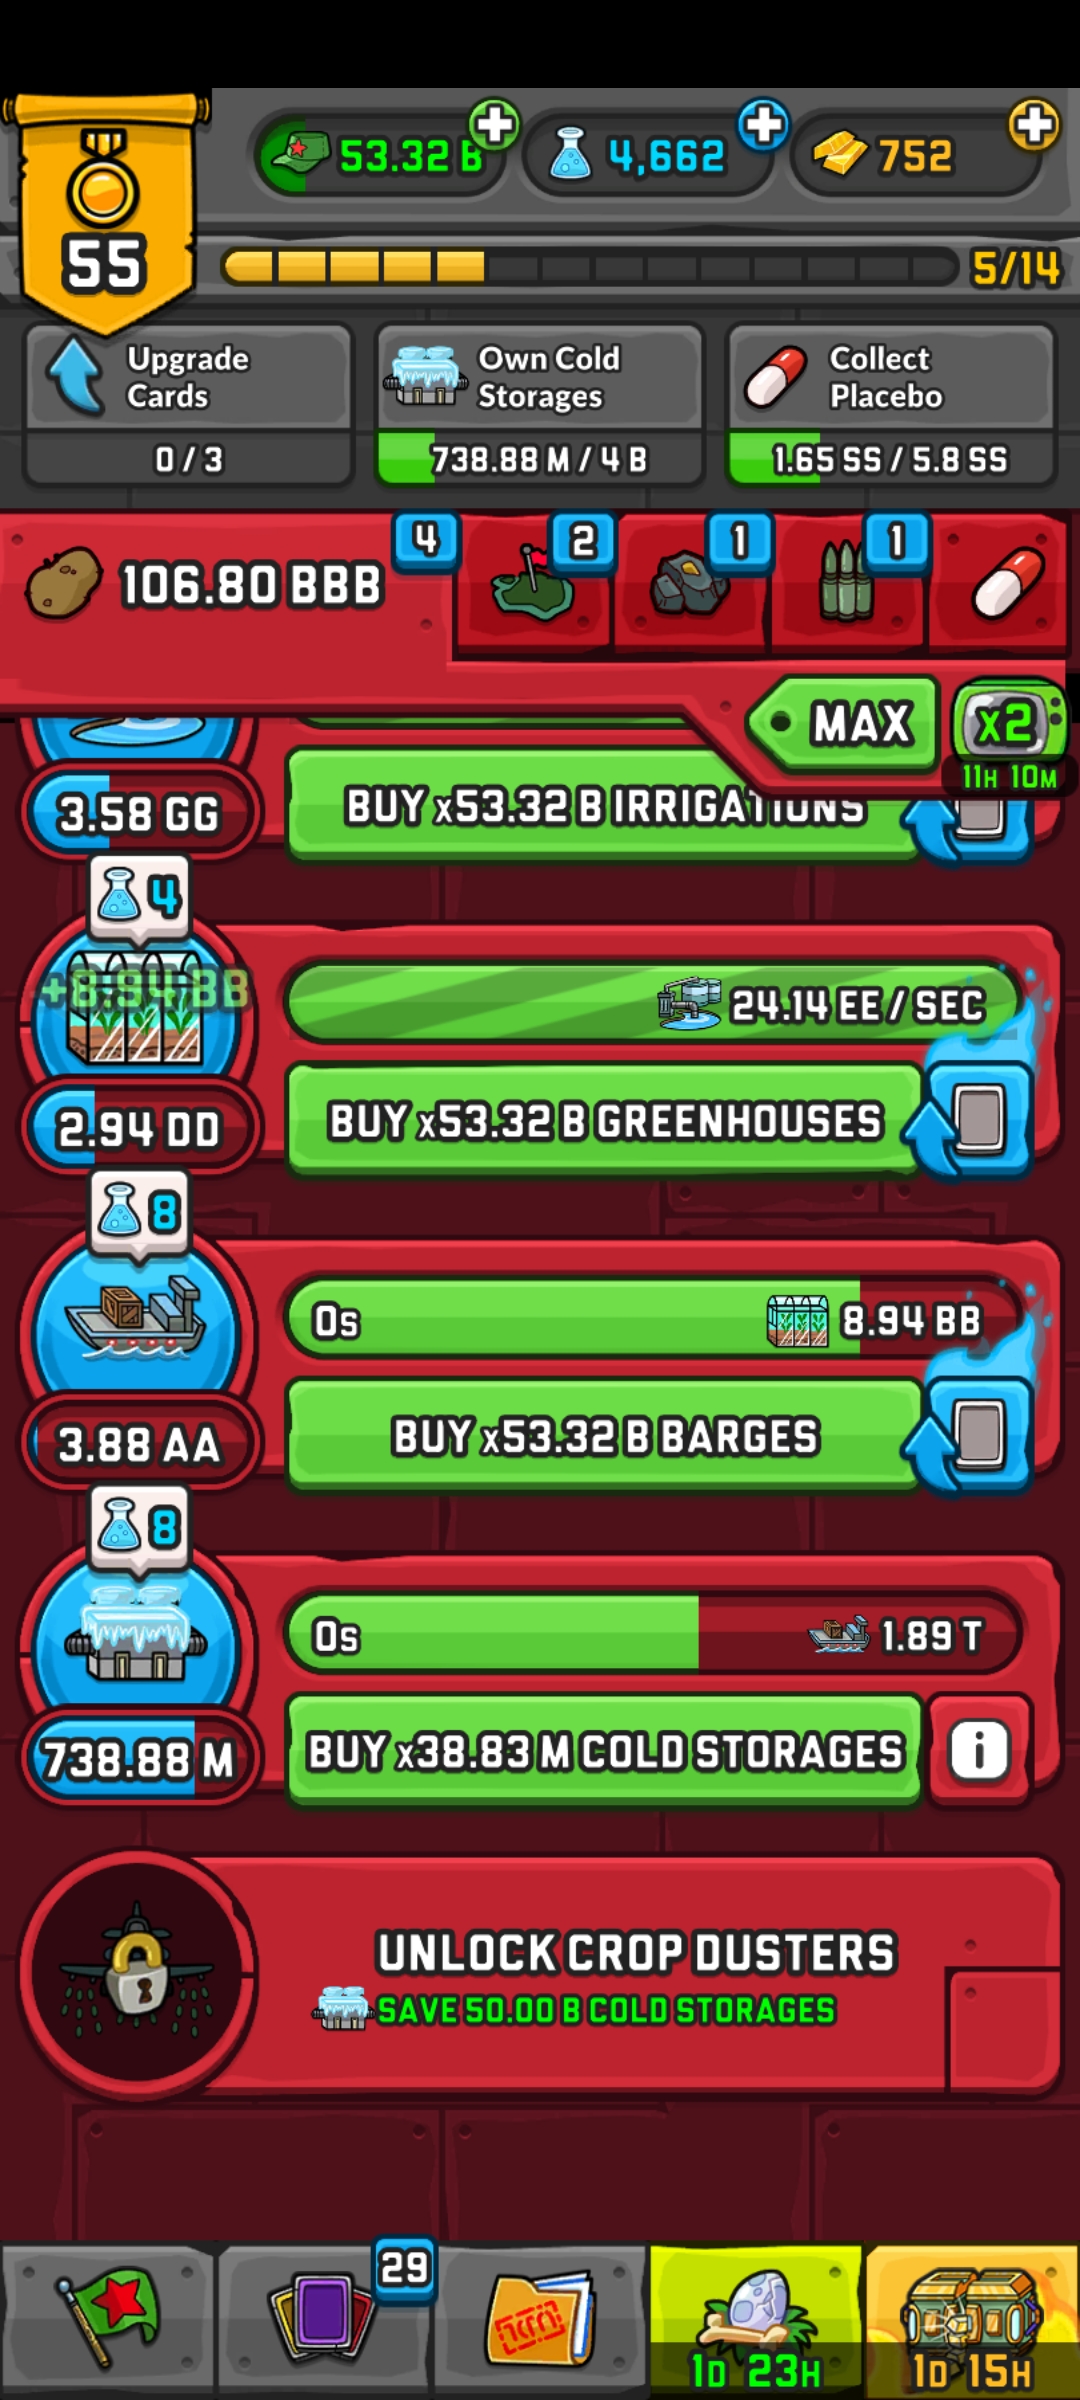 55
53.32 B
4,662
752
5/14
Upgrade
Cards
0 / 3
Own Cold
Storages
738.88 M / 4 B
Collect
Placebo
1.65 SS / 5.8 SS
106.80 BBB
4
2
1
1
MAX
x2
11H 10M
3.58 GG
BUY x53.32 B IRRIGATIONS
4
+8.94 BB
24.14 EE / SEC
2.94 DD
BUY x53.32 B GREENHOUSES
8
0s
8.94 BB
3.88 AA
BUY x53.32 B BARGES
8
0s
1.89 T
738.88 M
BUY x38.83 M COLD STORAGES
i
UNLOCK CROP DUSTERS
SAVE 50.00 B COLD STORAGES
29
1D 23H
1D 15H